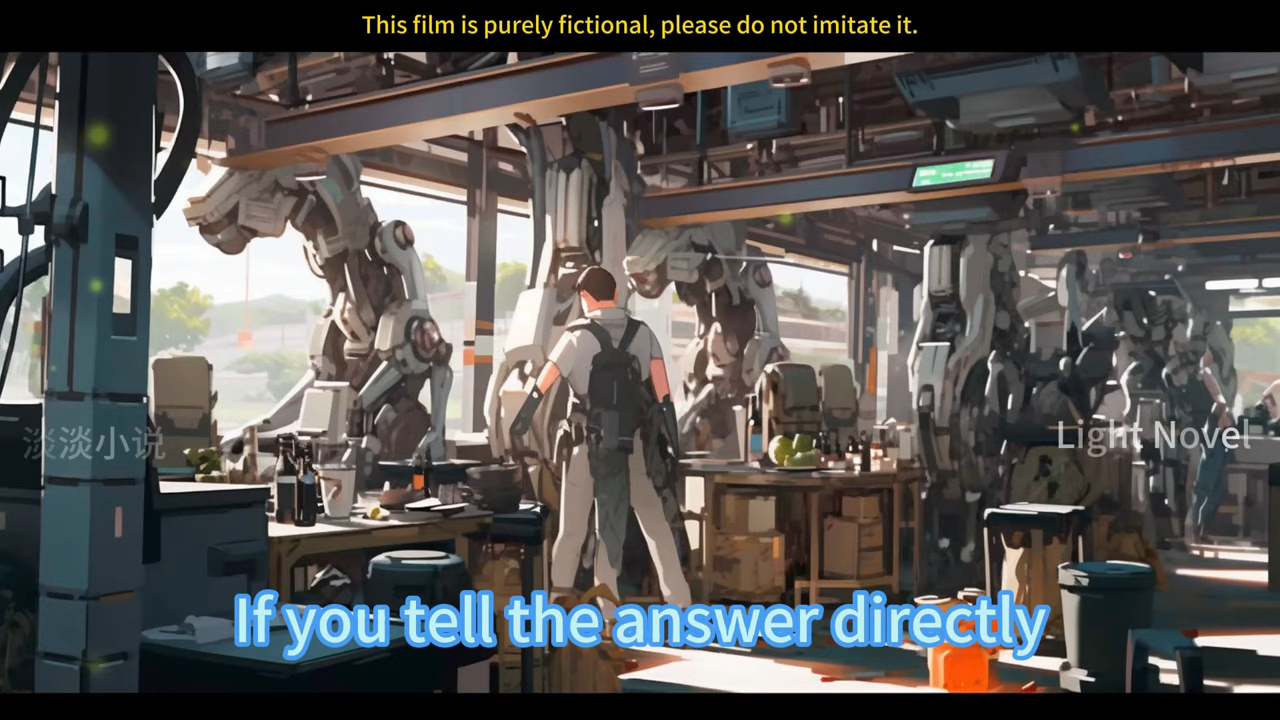 This film is purely fictional, please do not imitate it.
淡淡小说
Light Novel
If you tell the answer directly